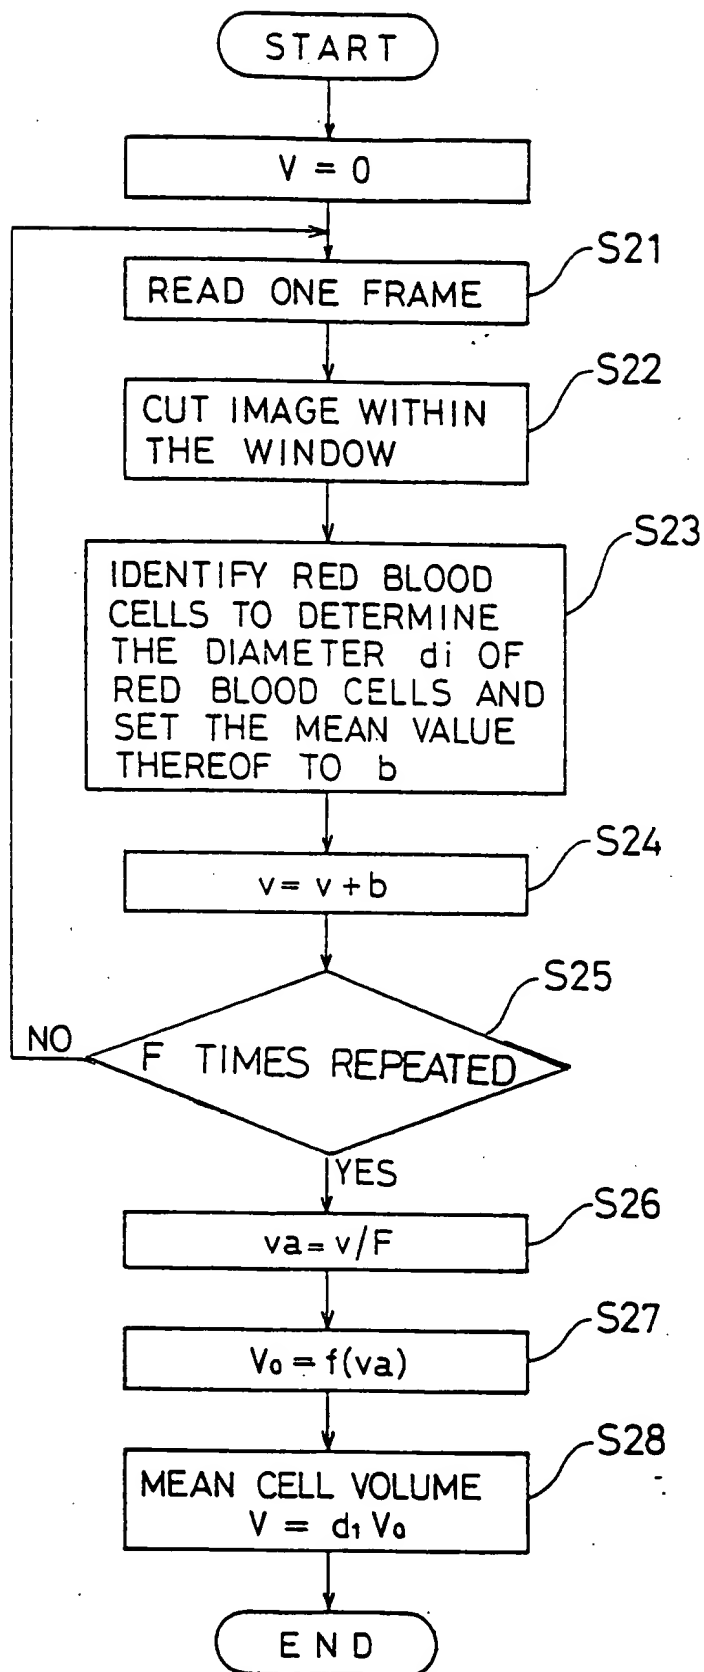 START
V = 0
S21
READ ONE FRAME
S22
CUT IMAGE WITHIN
THE WINDOW
S23
IDENTIFY RED BLOOD
CELLS TO DETERMINE
THE DIAMETER di OF
RED BLOOD CELLS AND
SET THE MEAN VALUE
THEREOF TO b
S24
v = v + b
S25
F TIMES REPEATED
NO
YES
S26
va = v/F
S27
V₀ = f(va)
S28
MEAN CELL VOLUME
V = d₁ V₀
END